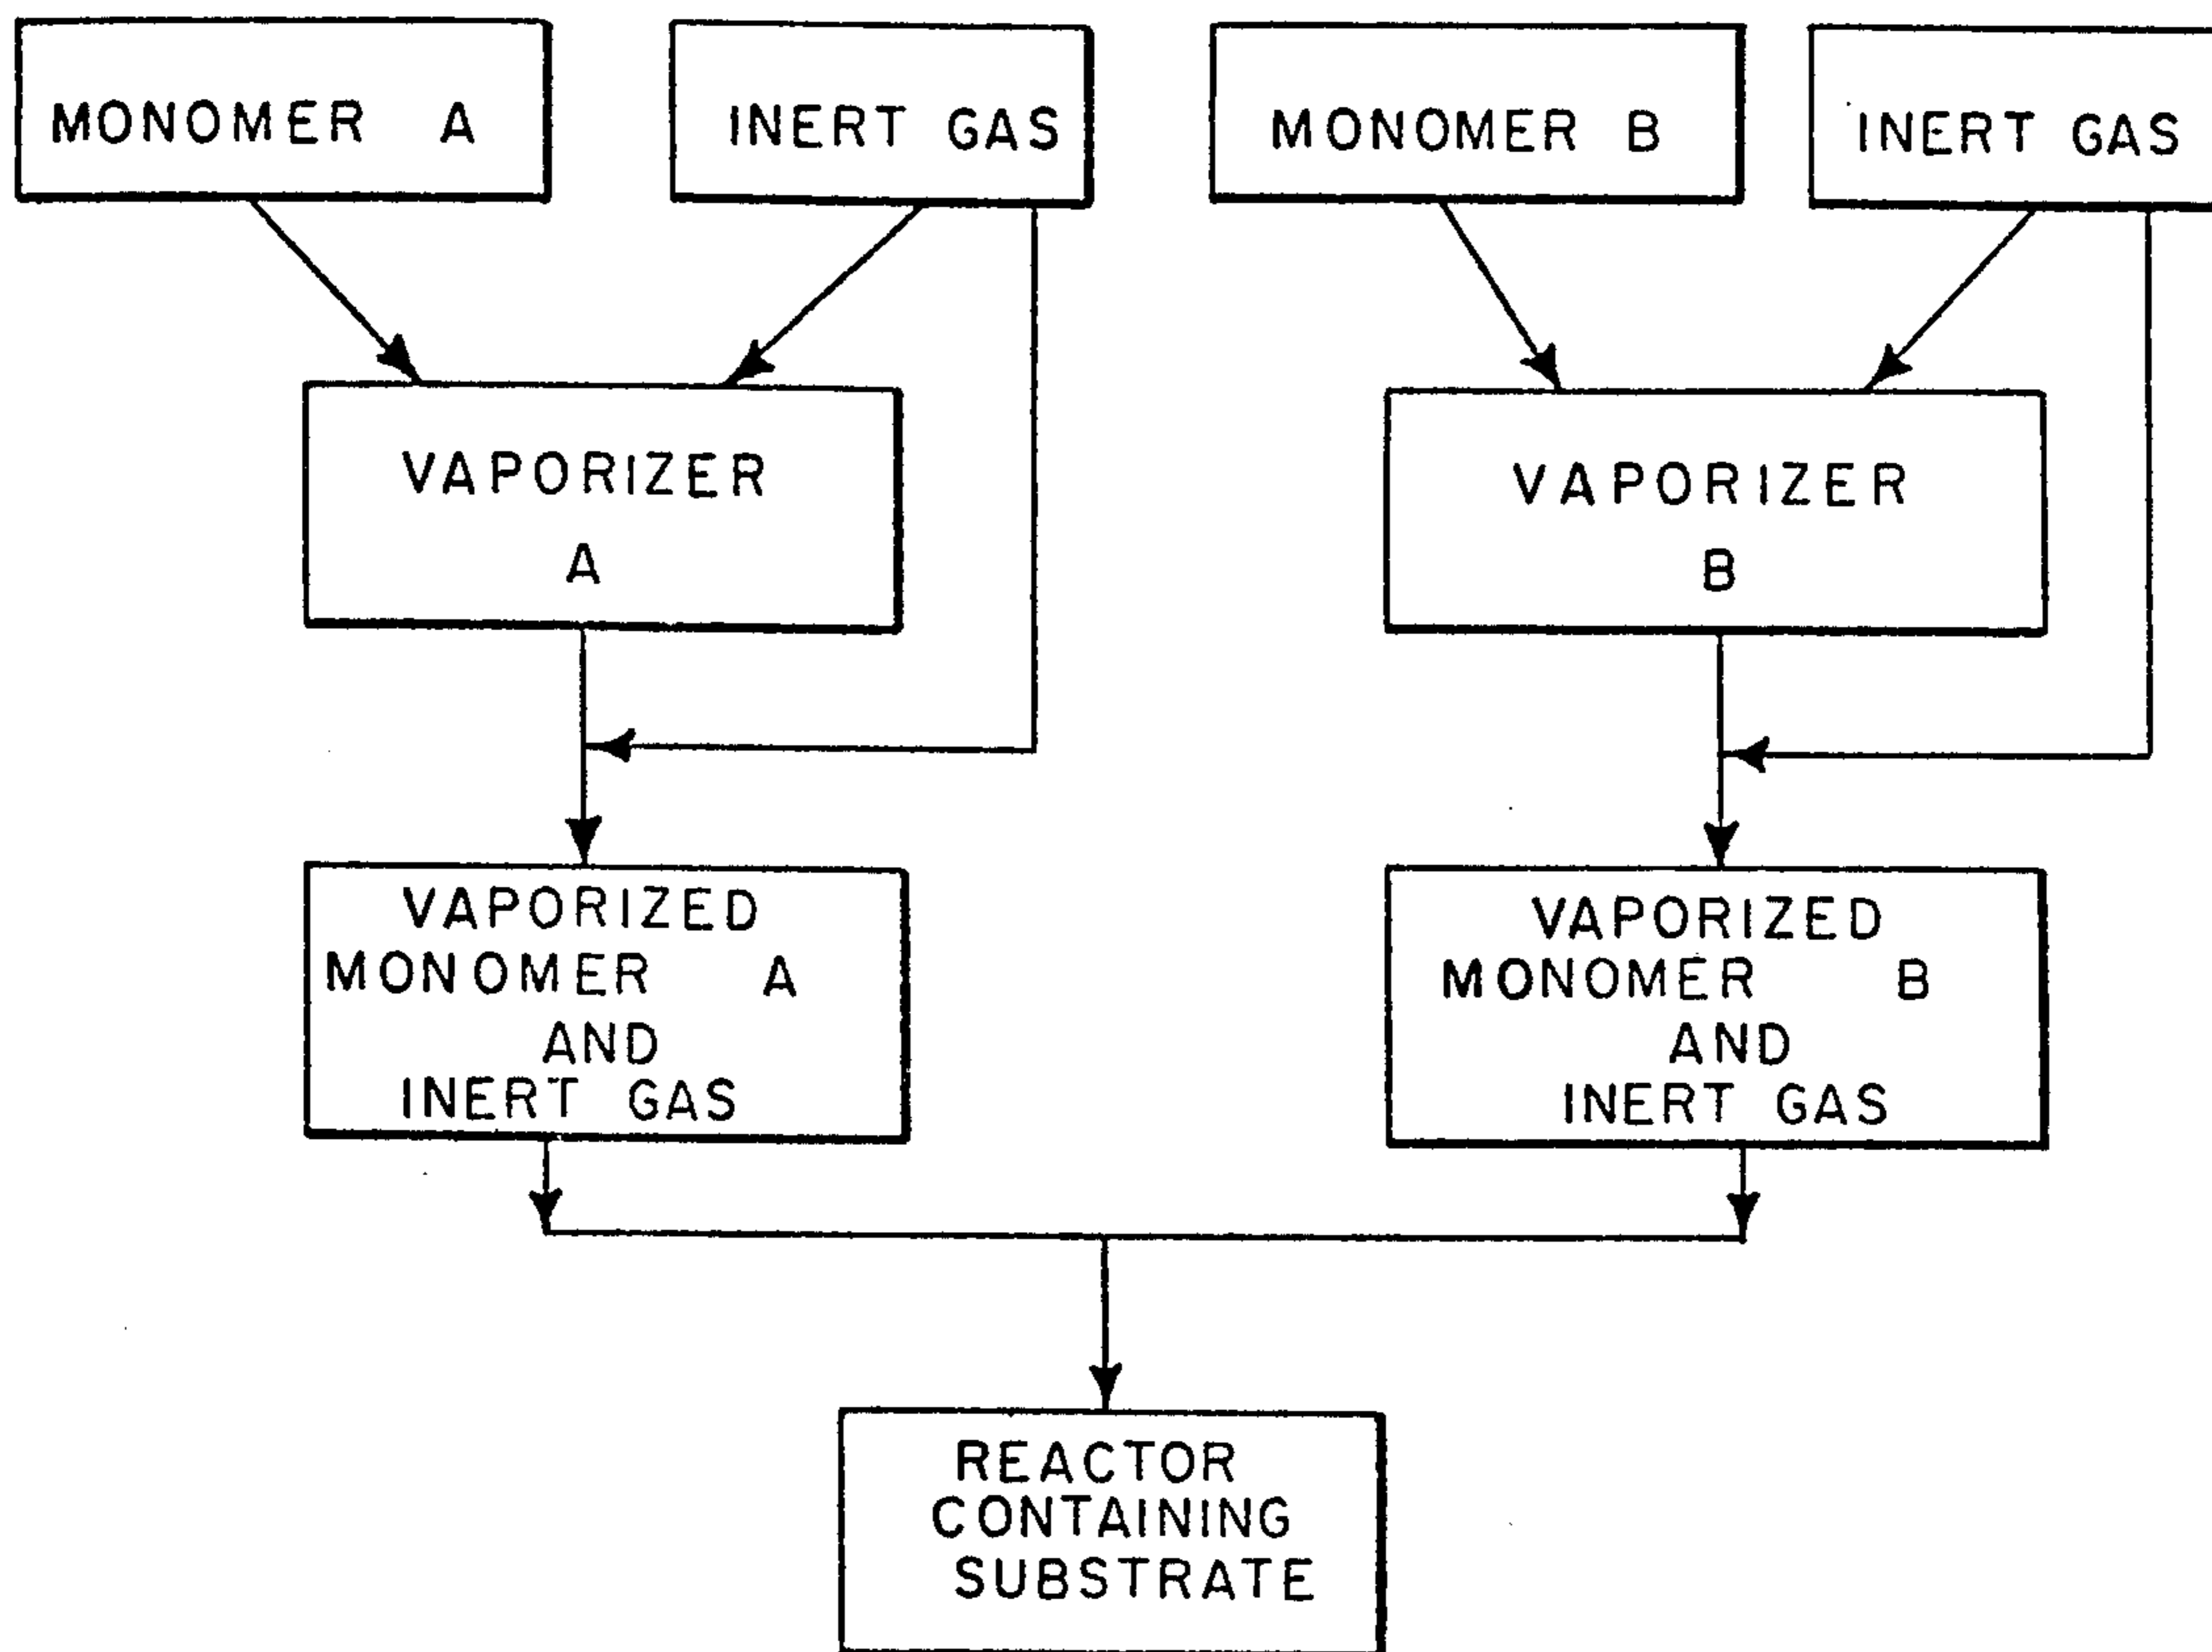 MONOMER A
INERT GAS
MONOMER B
INERT GAS
VAPORIZER
A
VAPORIZER
B
VAPORIZED
MONOMER A
AND
INERT GAS
VAPORIZED
MONOMER B
AND
INERT GAS
REACTOR
CONTAINING
SUBSTRATE